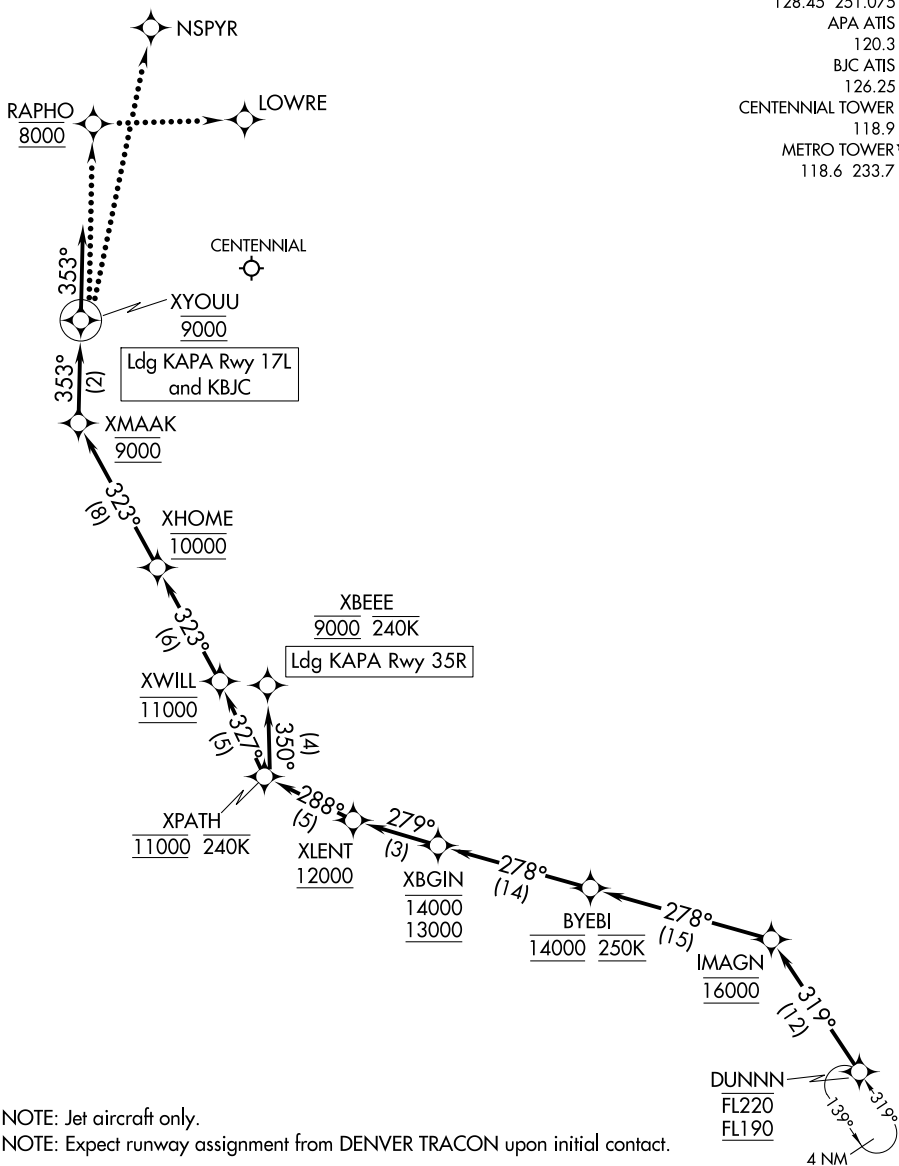 128.45 251.075
APA ATIS
120.3
BJC ATIS
126.25
CENTENNIAL TOWER
118.9
METRO TOWER*
118.6 233.7
NSPYR
RAPHO
8000
LOWRE
CENTENNIAL
353°
XYOUU
9000
Ldg KAPA Rwy 17L
and KBJC
353°
(2)
XMAAK
9000
323°
(8)
XHOME
10000
323°
(6)
XBEEE
9000 240K
Ldg KAPA Rwy 35R
XWILL
11000
327°
(5)
350°
(4)
XPATH
11000 240K
288°
(5)
XLENT
12000
279°
(3)
XBGIN
14000
13000
278°
(14)
BYEBI
14000 250K
278°
(15)
IMAGN
16000
319°
(12)
DUNNN
FL220
FL190
139°
319°
4 NM
NOTE: Jet aircraft only.
NOTE: Expect runway assignment from DENVER TRACON upon initial contact.